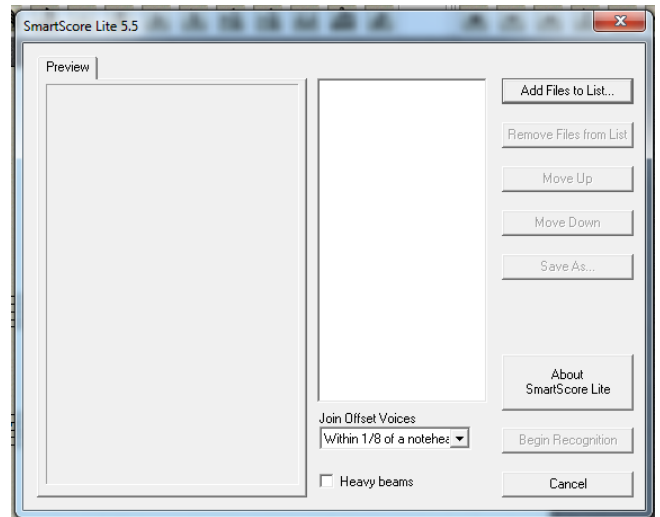 SmartScore Lite 5.5
Preview
Add Files to List...
Remove Files from List
Move Up
Move Down
Save As...
About
SmartScore Lite
Join Offset Voices
Within 1/8 of a notehea
Begin Recognition
Heavy beams
Cancel